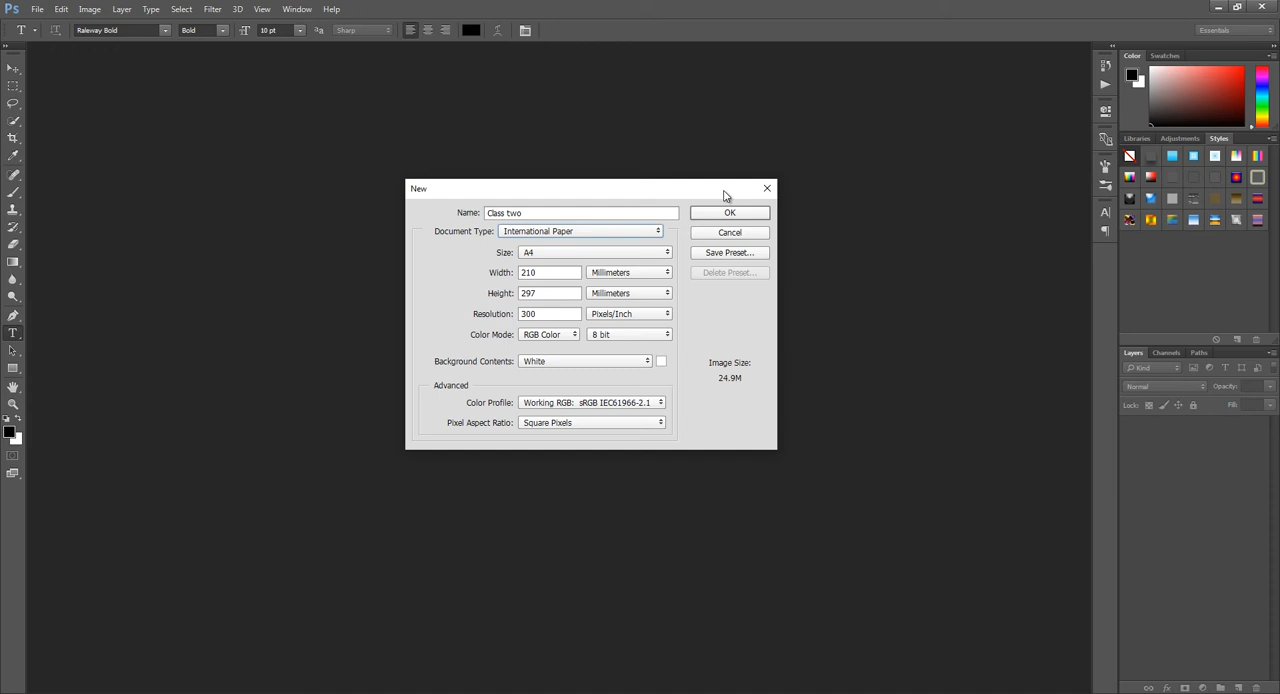 Ps File Edit Image Layer Type Select Filter 3D View Window Help
T Raleway Bold Bold 10 pt Sharp Essentials
Color Swatches
Libraries Adjustments Styles
New
Name: Class two OK
Document Type: International Paper Cancel
Size: A4 Save Preset...
Width: 210 Millimeters Delete Preset...
Height: 297 Millimeters
Resolution: 300 Pixels/Inch
Color Mode: RGB Color 8 bit
Background Contents: White
Image Size:
24.9M
Advanced
Color Profile: Working RGB: sRGB IEC61966-2.1
Pixel Aspect Ratio: Square Pixels
Layers Channels Paths
Kind
Normal Opacity:
Lock: Fill: